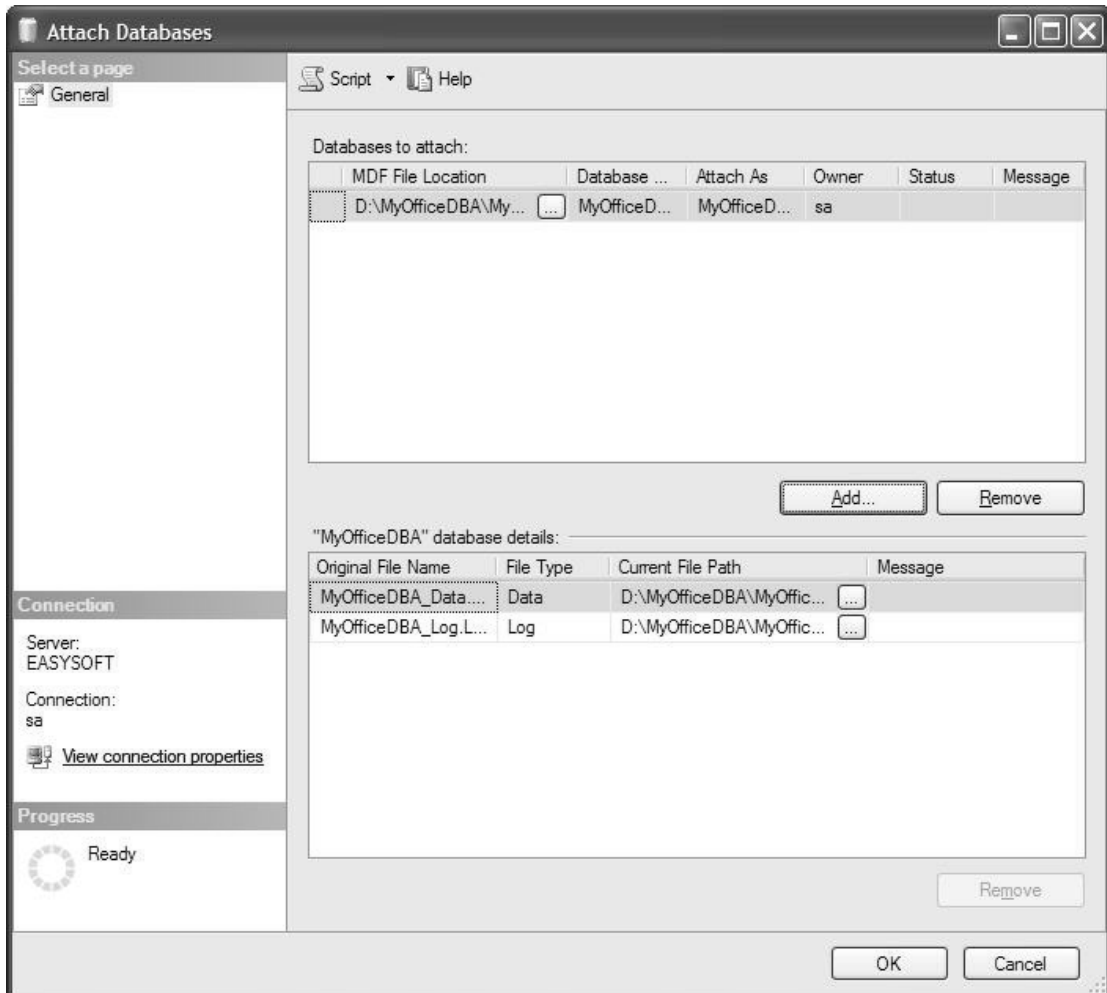 Attach Databases
Select a page
General
Script Help
Databases to attach:
MDF File Location Database ... Attach As Owner Status Message
D:\MyOfficeDBA\My... ... MyOfficeD... MyOfficeD... sa
Add... Remove
"MyOfficeDBA" database details:
Original File Name File Type Current File Path Message
MyOfficeDBA_Data.... Data D:\MyOfficeDBA\MyOffic... ...
MyOfficeDBA_Log.L... Log D:\MyOfficeDBA\MyOffic... ...
Connection
Server:
EASYSOFT
Connection:
sa
View connection properties
Progress
Ready
Remove
OK Cancel